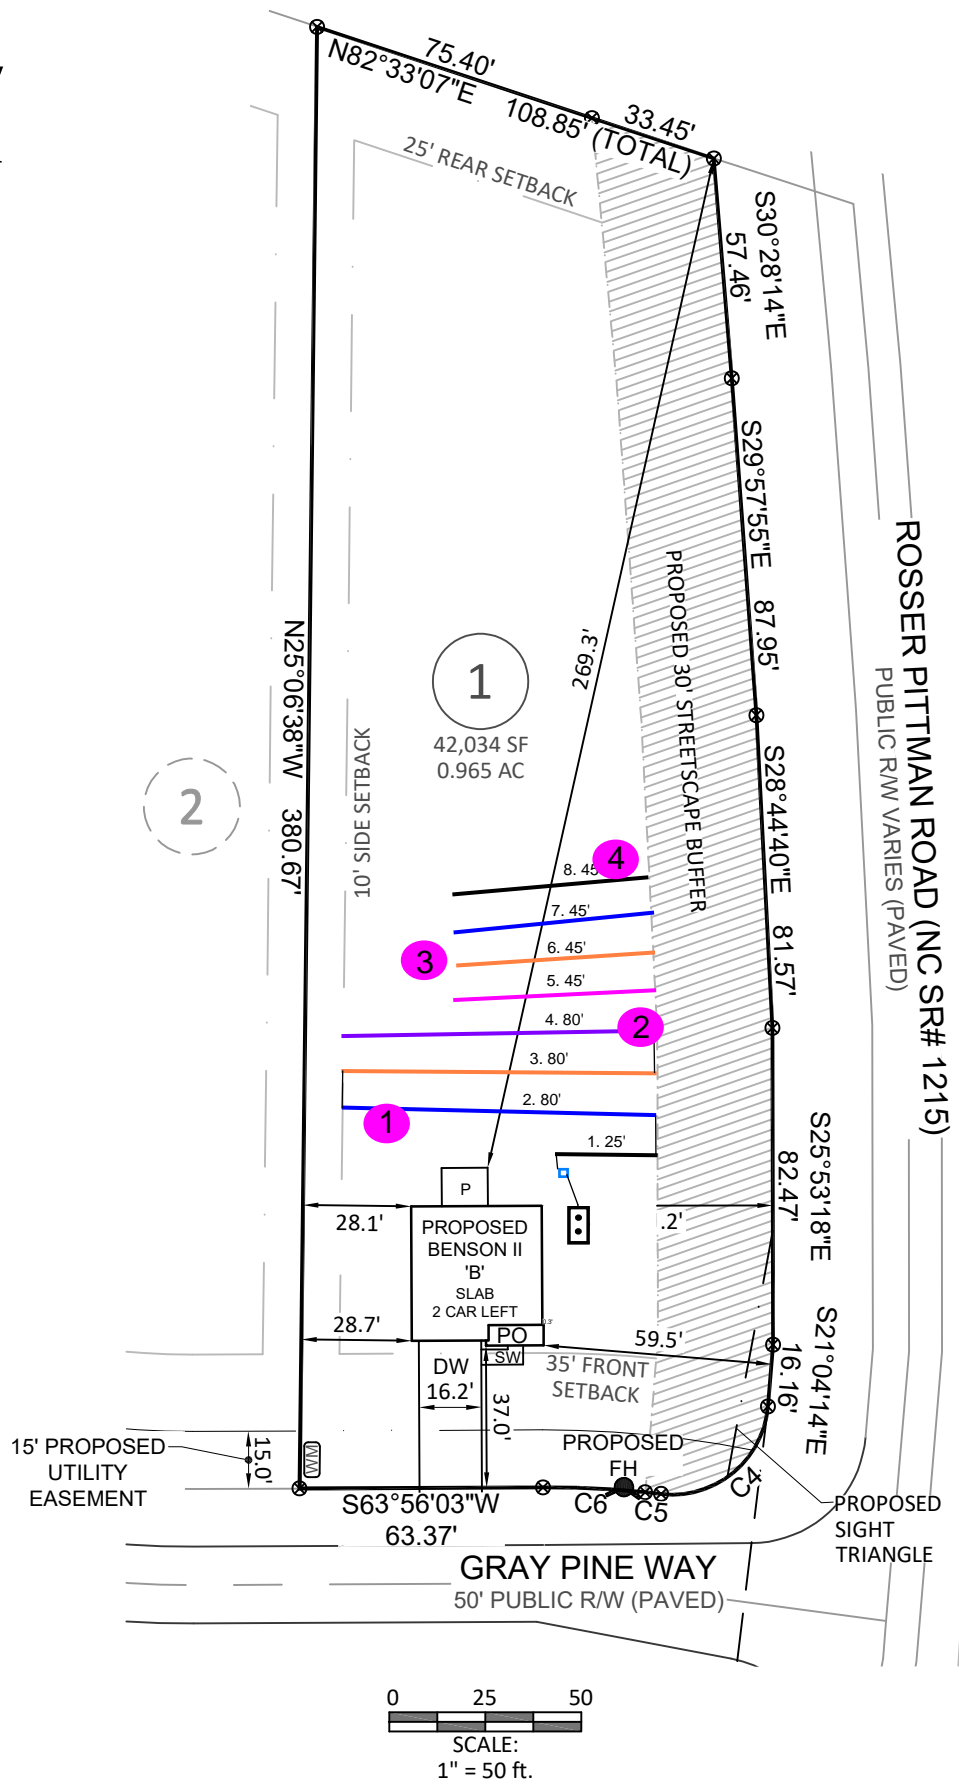 75.40'
N82°33'07"E
108.85' (TOTAL)
33.45'
25' REAR SETBACK
S30°28'14"E
57.46'
S29°57'55"E
87.95'
PROPOSED 30' STREETSCAPE BUFFER
ROSSER PITTMAN ROAD (NC SR# 1215)
PUBLIC R/W VARIES (PAVED)
269.3'
N25°06'38"W
380.67'
1
42,034 SF
0.965 AC
2
10' SIDE SETBACK
S28°44'40"E
81.57'
4
8. 45'
7. 45'
3
6. 45'
5. 45'
4. 80'
2
3. 80'
2. 80'
1
1. 25'
S25°53'18"E
82.47'
P
28.1'
PROPOSED
BENSON II
'B'
SLAB
2 CAR LEFT
.2'
0.3'
28.7'
PO
SW
59.5'
S21°04'14"E
16.16'
DW
16.2'
37.0'
35' FRONT
SETBACK
15' PROPOSED
UTILITY
EASEMENT
15.0'
WM
PROPOSED
FH
S63°56'03"W
63.37'
C6
C5
C4
PROPOSED
SIGHT
TRIANGLE
GRAY PINE WAY
50' PUBLIC R/W (PAVED)
0 25 50
SCALE:
1" = 50 ft.